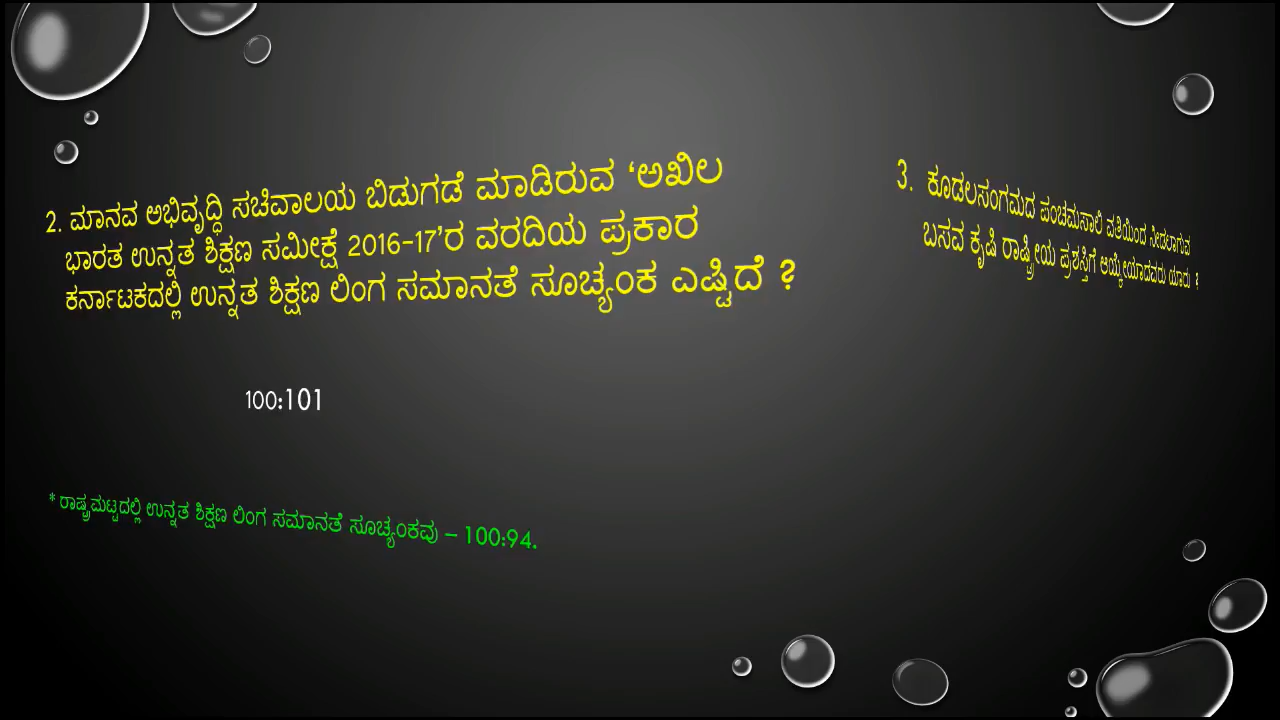 2. ಮಾನವ ಅಭಿವೃದ್ಧಿ ಸಚಿವಾಲಯ ಬಿಡುಗಡೆ ಮಾಡಿರುವ ‘ಅಖಿಲ
ಭಾರತ ಉನ್ನತ ಶಿಕ್ಷಣ ಸಮೀಕ್ಷೆ 2016-17’ರ ವರದಿಯ ಪ್ರಕಾರ
ಕರ್ನಾಟಕದಲ್ಲಿ ಉನ್ನತ ಶಿಕ್ಷಣ ಲಿಂಗ ಸಮಾನತೆ ಸೂಚ್ಯಂಕ ಎಷ್ಟಿದೆ ?
100:101
* ರಾಷ್ಟ್ರಮಟ್ಟದಲ್ಲಿ ಉನ್ನತ ಶಿಕ್ಷಣ ಲಿಂಗ ಸಮಾನತೆ ಸೂಚ್ಯಂಕವು – 100:94.
3. ಕೂಡಲಸಂಗಮದ ಪಂಚಮಸಾಲಿ ವತಿಯಿಂದ ನೀಡಲಾಗುವ
ಬಸವ ಕೃಷಿ ರಾಷ್ಟ್ರೀಯ ಪ್ರಶಸ್ತಿಗೆ ಆಯ್ಕೆಯಾದವರು ಯಾರು ?